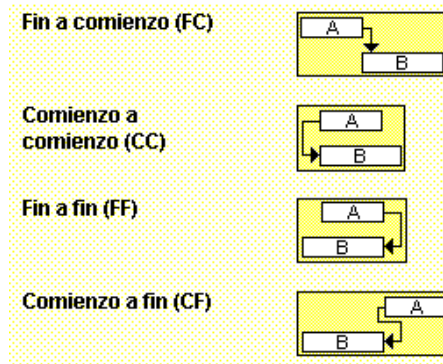 Fin a comienzo (FC)
A
B
Comienzo a
comienzo (CC)
A
B
Fin a fin (FF)
A
B
Comienzo a fin (CF)
A
B